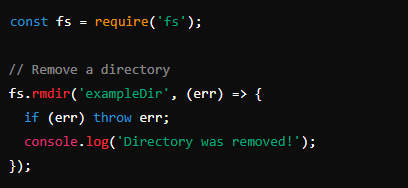 const fs = require('fs');

// Remove a directory
fs.rmdir('exampleDir', (err) => {
  if (err) throw err;
  console.log('Directory was removed!');
});